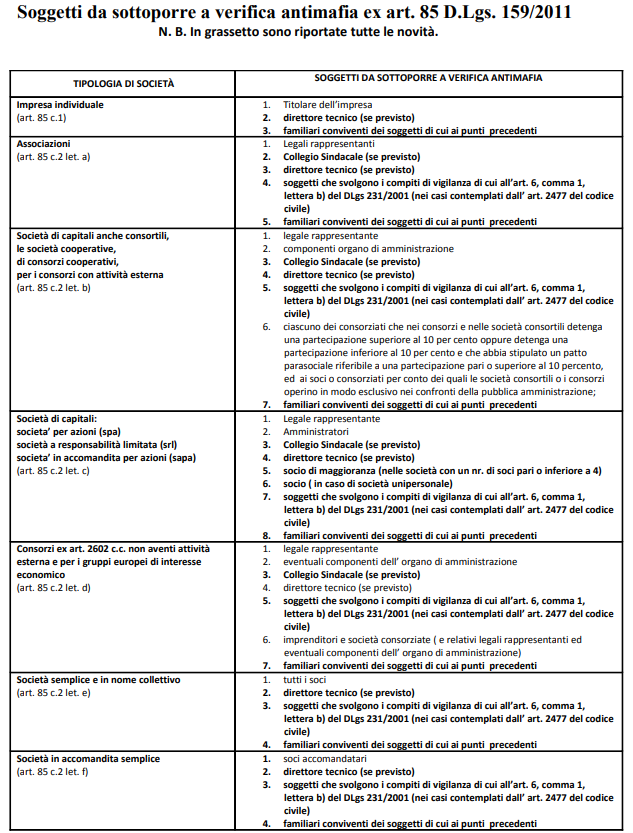 Soggetti da sottoporre a verifica antimafia ex art. 85 D.Lgs. 159/2011
N. B. In grassetto sono riportate tutte le novità.
TIPOLOGIA DI SOCIETÀ
SOGGETTI DA SOTTOPORRE A VERIFICA ANTIMAFIA
Impresa individuale
(art. 85 c.1)
1. Titolare dell’impresa
2. direttore tecnico (se previsto)
3. familiari conviventi dei soggetti di cui ai punti precedenti
Associazioni
(art. 85 c.2 let. a)
1. Legali rappresentanti
2. Collegio Sindacale (se previsto)
3. direttore tecnico (se previsto)
4. soggetti che svolgono i compiti di vigilanza di cui all’art. 6, comma 1,
lettera b) del DLgs 231/2001 (nei casi contemplati dall’ art. 2477 del codice
civile)
5. familiari conviventi dei soggetti di cui ai punti precedenti
Società di capitali anche consortili,
le società cooperative,
di consorzi cooperativi,
per i consorzi con attività esterna
(art. 85 c.2 let. b)
1. legale rappresentante
2. componenti organo di amministrazione
3. Collegio Sindacale (se previsto)
4. direttore tecnico (se previsto)
5. soggetti che svolgono i compiti di vigilanza di cui all’art. 6, comma 1,
lettera b) del DLgs 231/2001 (nei casi contemplati dall’ art. 2477 del codice
civile)
6. ciascuno dei consorziati che nei consorzi e nelle società consortili detenga
una partecipazione superiore al 10 per cento oppure detenga una
partecipazione inferiore al 10 per cento e che abbia stipulato un patto
parasociale riferibile a una partecipazione pari o superiore al 10 percento,
ed ai soci o consorziati per conto dei quali le società consortili o i consorzi
operino in modo esclusivo nei confronti della pubblica amministrazione;
7. familiari conviventi dei soggetti di cui ai punti precedenti
Società di capitali:
societa’ per azioni (spa)
società a responsabilità limitata (srl)
societa’ in accomandita per azioni (sapa)
(art. 85 c.2 let. c)
1. Legale rappresentante
2. Amministratori
3. Collegio Sindacale (se previsto)
4. direttore tecnico (se previsto)
5. socio di maggioranza (nelle società con un nr. di soci pari o inferiore a 4)
6. socio ( in caso di società unipersonale)
7. soggetti che svolgono i compiti di vigilanza di cui all’art. 6, comma 1,
lettera b) del DLgs 231/2001 (nei casi contemplati dall’ art. 2477 del codice
civile)
8. familiari conviventi dei soggetti di cui ai punti precedenti
Consorzi ex art. 2602 c.c. non aventi attività
esterna e per i gruppi europei di interesse
economico
(art. 85 c.2 let. d)
1. legale rappresentante
2. eventuali componenti dell’ organo di amministrazione
3. Collegio Sindacale (se previsto)
4. direttore tecnico (se previsto)
5. soggetti che svolgono i compiti di vigilanza di cui all’art. 6, comma 1,
lettera b) del DLgs 231/2001 (nei casi contemplati dall’ art. 2477 del codice
civile)
6. imprenditori e società consorziate ( e relativi legali rappresentanti ed
eventuali componenti dell’ organo di amministrazione)
7. familiari conviventi dei soggetti di cui ai punti precedenti
Società semplice e in nome collettivo
(art. 85 c.2 let. e)
1. tutti i soci
2. direttore tecnico (se previsto)
3. soggetti che svolgono i compiti di vigilanza di cui all’art. 6, comma 1,
lettera b) del DLgs 231/2001 (nei casi contemplati dall’ art. 2477 del codice
civile)
4. familiari conviventi dei soggetti di cui ai punti precedenti
Società in accomandita semplice
(art. 85 c.2 let. f)
1. soci accomandatari
2. direttore tecnico (se previsto)
3. soggetti che svolgono i compiti di vigilanza di cui all’art. 6, comma 1,
lettera b) del DLgs 231/2001 (nei casi contemplati dall’ art. 2477 del codice
civile)
4. familiari conviventi dei soggetti di cui ai punti precedenti